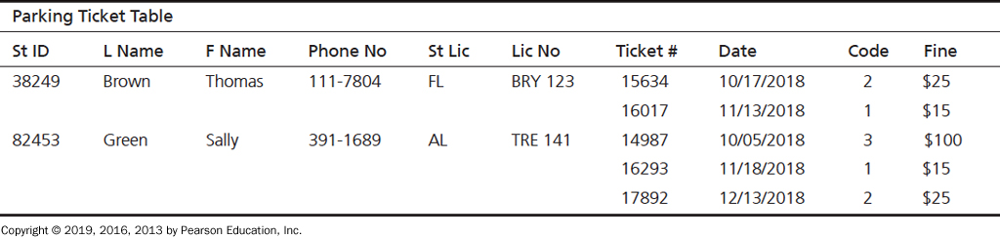 Parking Ticket Table
St ID L Name F Name Phone No St Lic Lic No Ticket # Date Code Fine
38249 Brown Thomas 111-7804 FL BRY 123 15634 10/17/2018 2 $25
16017 11/13/2018 1 $15
82453 Green Sally 391-1689 AL TRE 141 14987 10/05/2018 3 $100
16293 11/18/2018 1 $15
17892 12/13/2018 2 $25
Copyright © 2019, 2016, 2013 by Pearson Education, Inc.